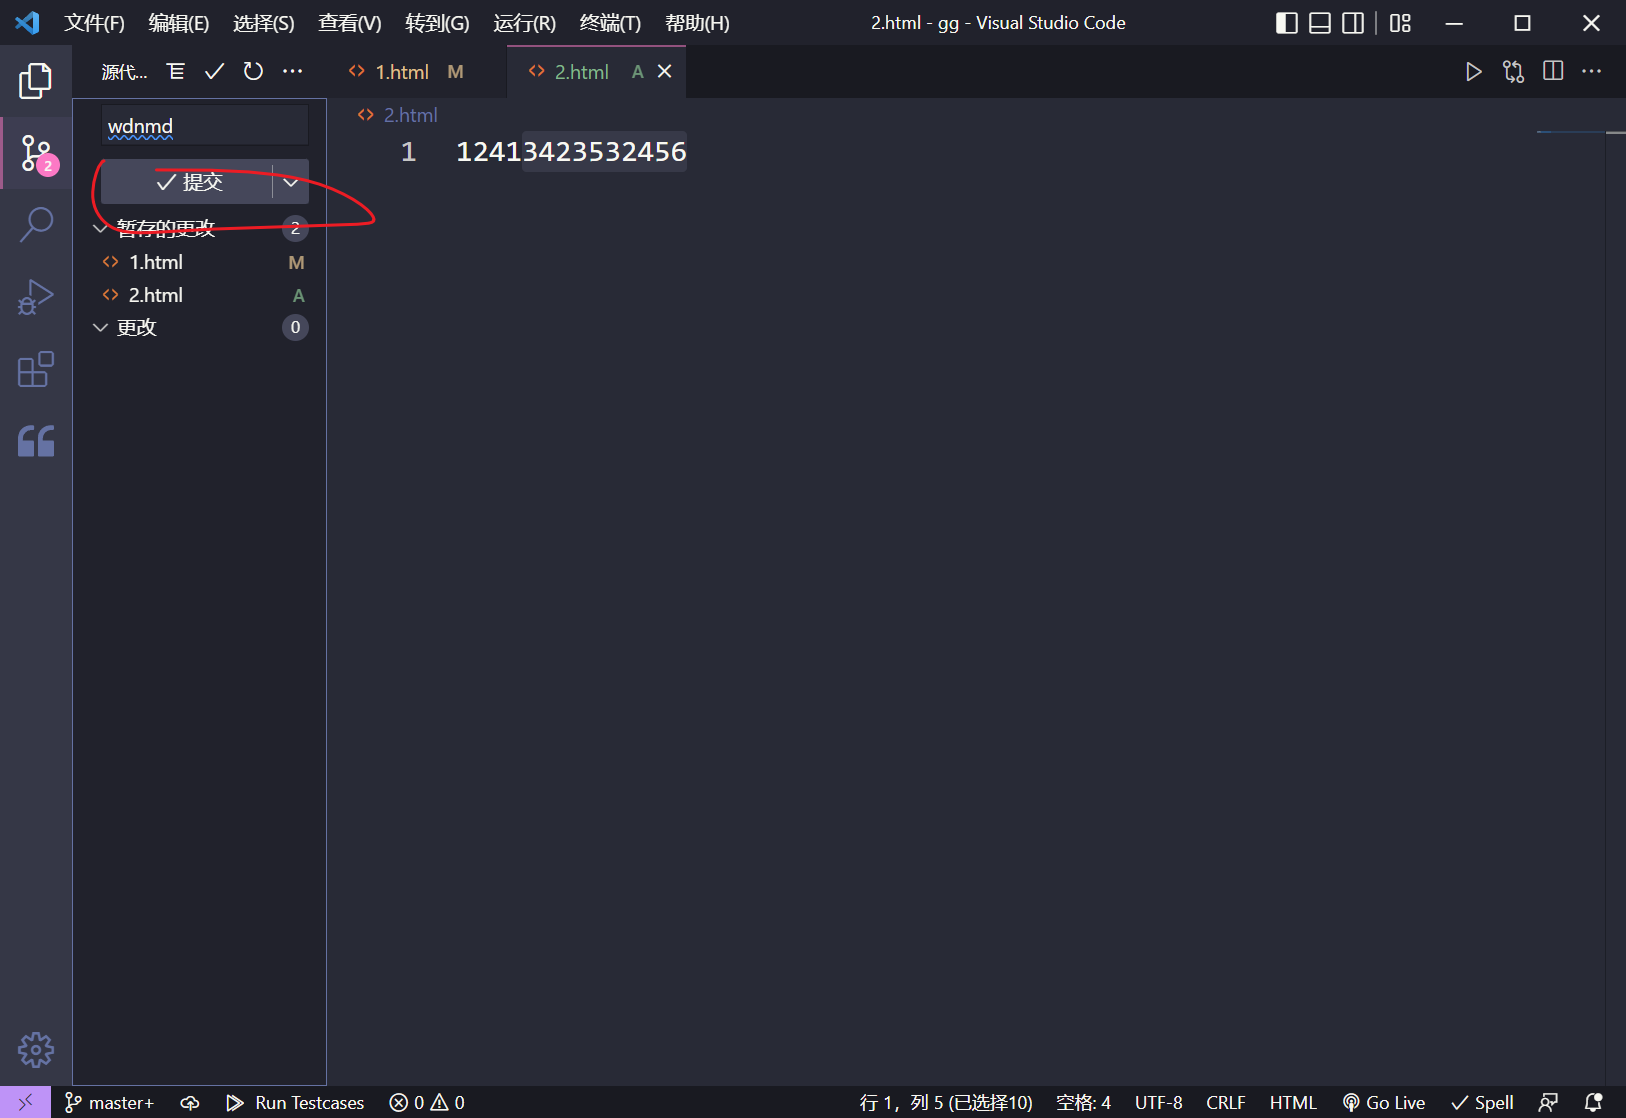 文件(F) 编辑(E) 选择(S) 查看(V) 转到(G) 运行(R) 终端(T) 帮助(H) 2.html - gg - Visual Studio Code
源代... 1.html M 2.html A
wdnmd
2.html
1 12413423532456
2
提交
暂存的更改 2
1.html M
2.html A
更改 0
master+ Run Testcases 0 0 行 1，列 5 (已选择10) 空格: 4 UTF-8 CRLF HTML Go Live Spell